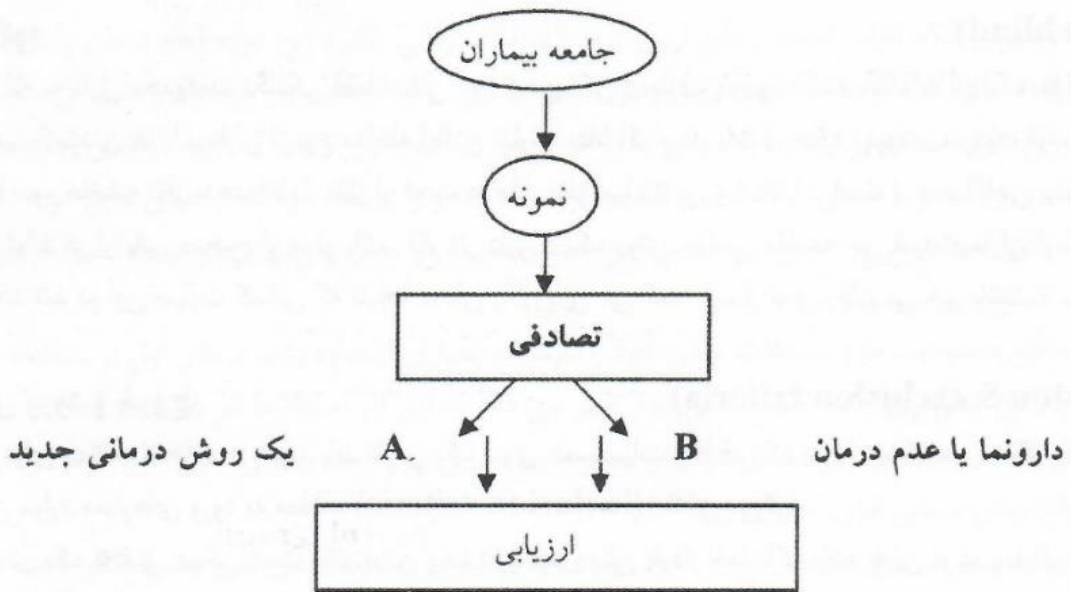 جامعه بیماران
نمونه
تصادفی
یک روش درمانی جدید A B دارونما یا عدم درمان
ارزیابی